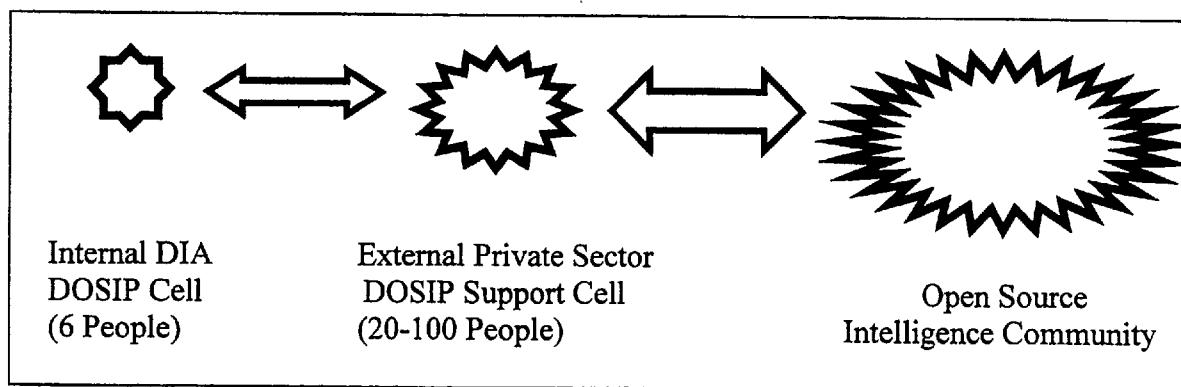 Internal DIA
DOSIP Cell
(6 People)
External Private Sector
DOSIP Support Cell
(20-100 People)
Open Source
Intelligence Community